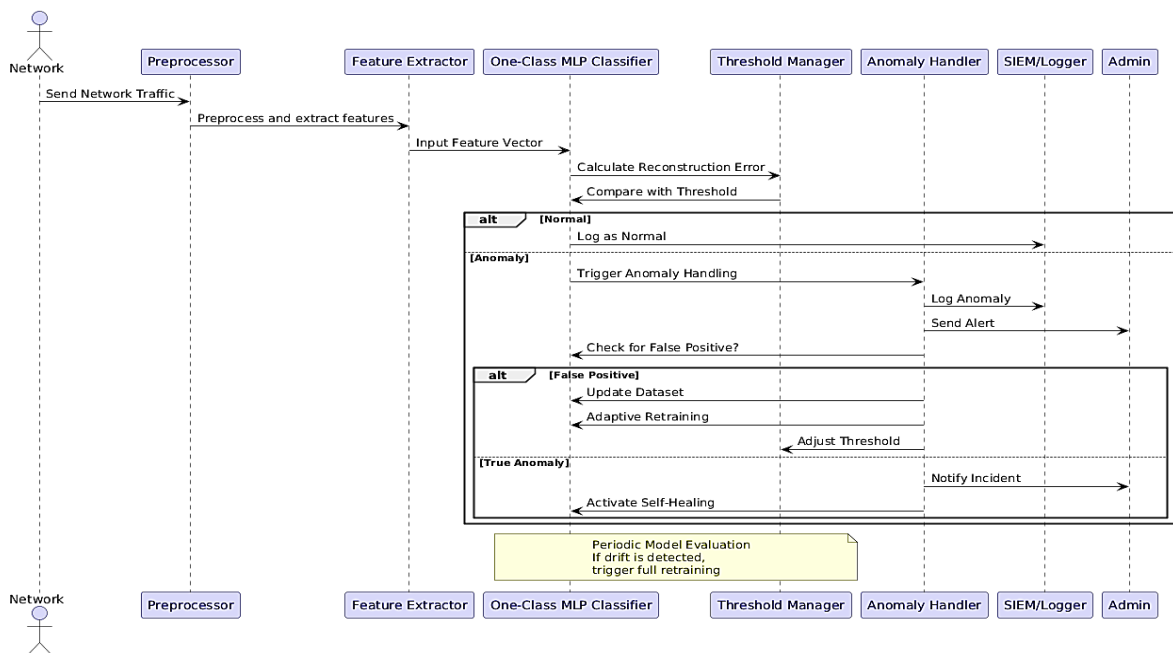 Network
Preprocessor
Feature Extractor
One-Class MLP Classifier
Threshold Manager
Anomaly Handler
SIEM/Logger
Admin
Send Network Traffic
Preprocess and extract features
Input Feature Vector
Calculate Reconstruction Error
Compare with Threshold
alt [Normal]
Log as Normal
[Anomaly]
Trigger Anomaly Handling
Log Anomaly
Send Alert
Check for False Positive?
alt [False Positive]
Update Dataset
Adaptive Retraining
Adjust Threshold
[True Anomaly]
Notify Incident
Activate Self-Healing
Periodic Model Evaluation
If drift is detected,
trigger full retraining
Network
Preprocessor
Feature Extractor
One-Class MLP Classifier
Threshold Manager
Anomaly Handler
SIEM/Logger
Admin